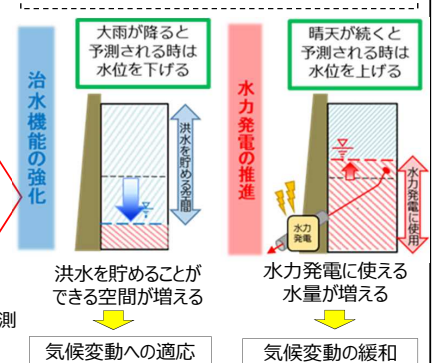 大雨が降ると
予測される時は
水位を下げる
治水機能の強化
洪水を貯める空間
洪水を貯めることが
できる空間が増える
気候変動への適応
晴天が続くと
予測される時は
水位を上げる
水力発電の推進
水力発電に使用
水力
発電
水力発電に使える
水量が増える
気候変動の緩和
測